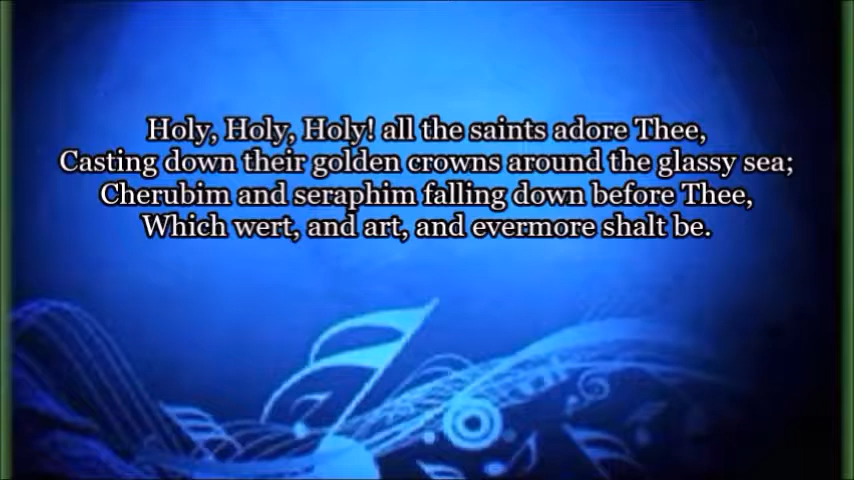 Holy, Holy, Holy! all the saints adore Thee,
Casting down their golden crowns around the glassy sea;
Cherubim and seraphim falling down before Thee,
Which wert, and art, and evermore shalt be.